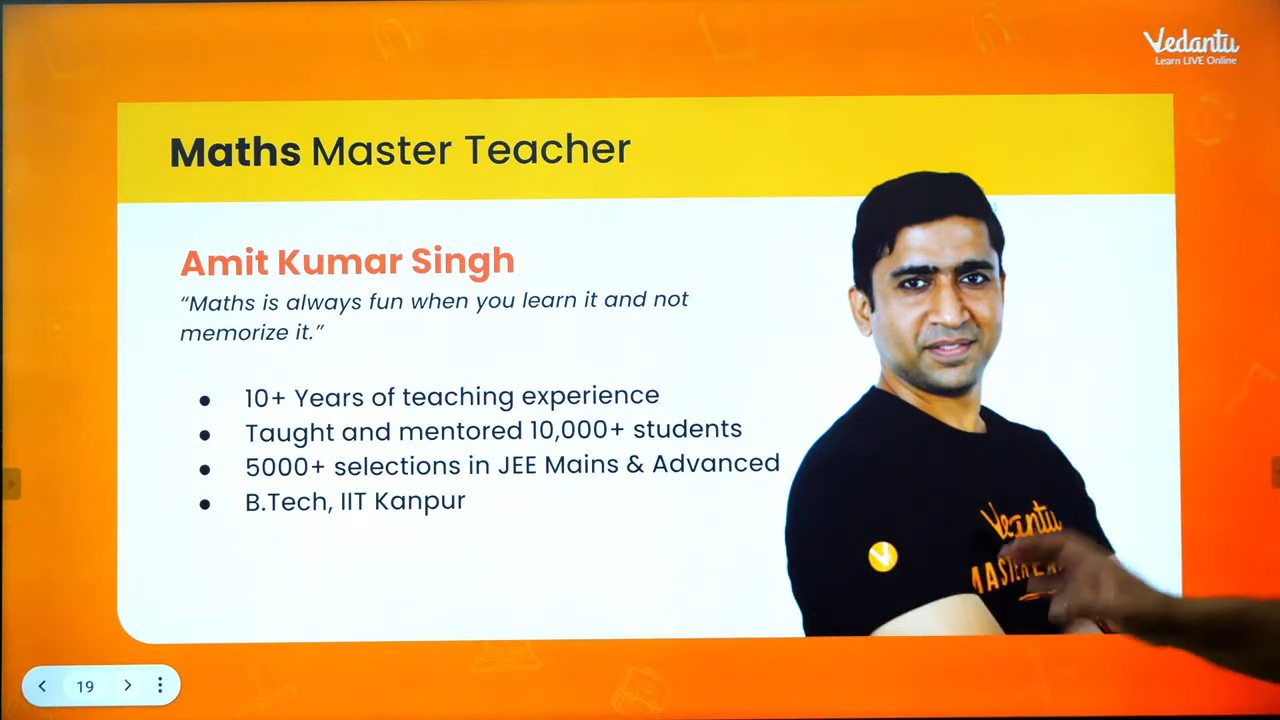 Vedantu
Learn LIVE Online
Maths Master Teacher
Amit Kumar Singh
“Maths is always fun when you learn it and not
memorize it.”
● 10+ Years of teaching experience
● Taught and mentored 10,000+ students
● 5000+ selections in JEE Mains & Advanced
● B.Tech, IIT Kanpur
Vedantu
V
19